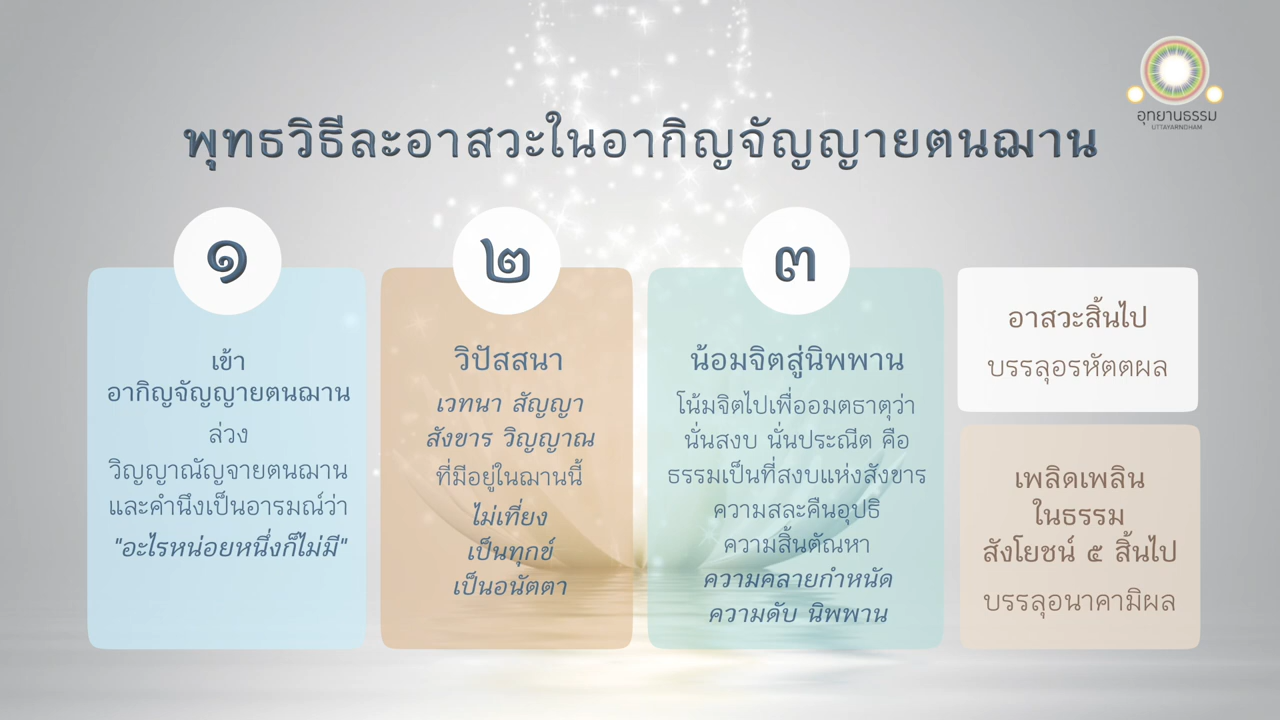 อุทยานธรรม
UTTAYARNDHAM
พุทธวิธีละอาสวะในอากิญจัญญายตนฌาน
๑
เข้า
อากิญจัญญายตนฌาน
ล่วง
วิญญาณัญจายตนฌาน
และคำนึงเป็นอารมณ์ว่า
"อะไรหน่อยหนึ่งก็ไม่มี"
๒
วิปัสสนา
เวทนา สัญญา
สังขาร วิญญาณ
ที่มีอยู่ในฌานนี้
ไม่เที่ยง
เป็นทุกข์
เป็นอนัตตา
๓
น้อมจิตสู่นิพพาน
โน้มจิตไปเพื่ออมตธาตุว่า
นั่นสงบ นั่นประณีต คือ
ธรรมเป็นที่สงบแห่งสังขาร
ความสละคืนอุปธิ
ความสิ้นตัณหา
ความคลายกำหนัด
ความดับ นิพพาน
อาสวะสิ้นไป
บรรลุอรหัตตผล
เพลิดเพลิน
ในธรรม
สังโยชน์ ๕ สิ้นไป
บรรลุอนาคามิผล